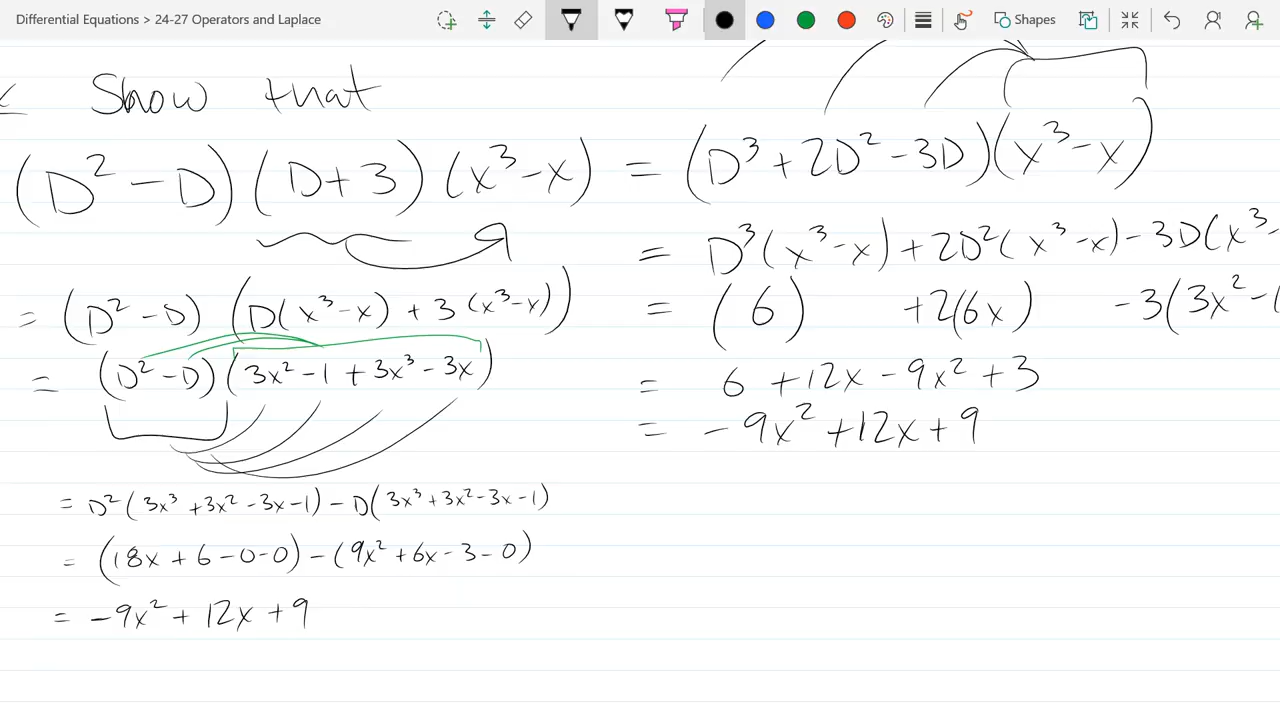 Differential Equations > 24-27 Operators and Laplace
Shapes
Show that
(D² - D)(D+3)(x³-x) = (D³ + 2D² - 3D)(x³-x)
= (D² - D)(D(x³-x) + 3(x³-x))
= (D² - D)(3x² - 1 + 3x³ - 3x)
= D²(3x³ + 3x² - 3x - 1) - D(3x³ + 3x² - 3x - 1)
= (18x + 6 - 0 - 0) - (9x² + 6x - 3 - 0)
= -9x² + 12x + 9
= D³(x³-x) + 2D²(x³-x) - 3D(x³-
= (6) +2(6x) -3(3x²-1
= 6 + 12x - 9x² + 3
= -9x² + 12x + 9